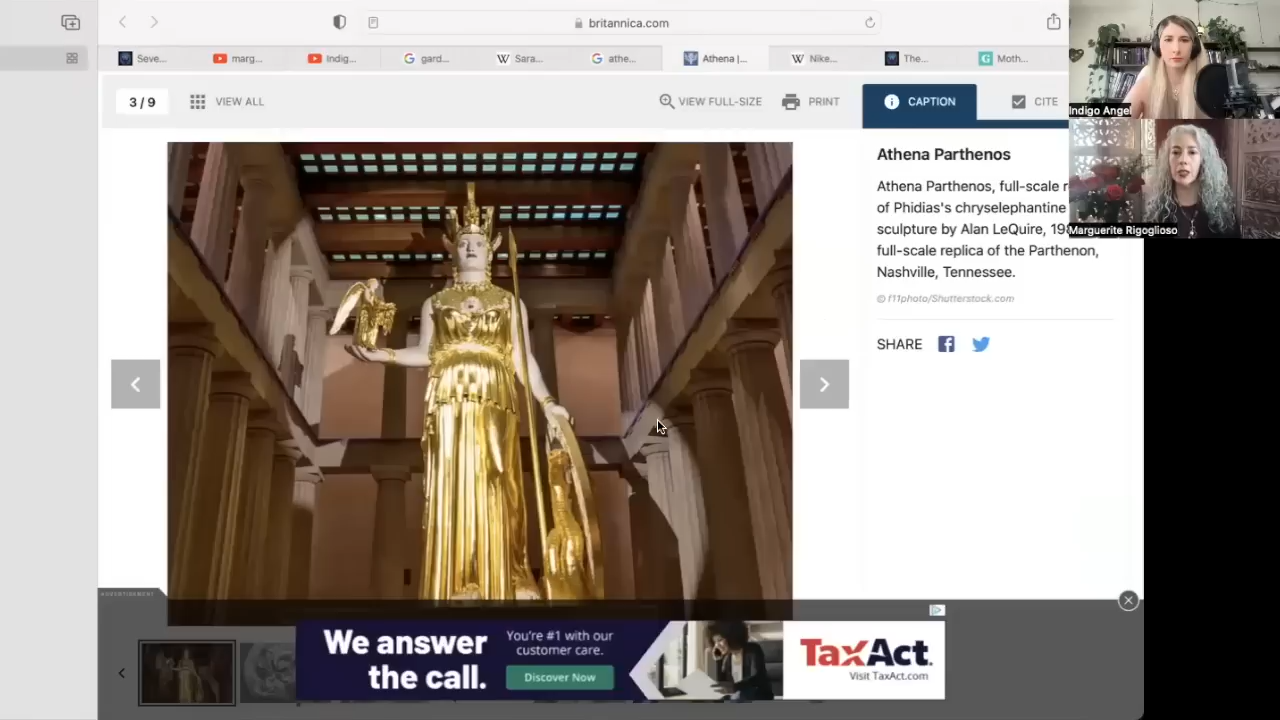 britannica.com
Seve...
marg...
Indig...
gard...
Sara...
athe...
Athena |...
Nike...
The...
Moth...
3 / 9
VIEW ALL
VIEW FULL-SIZE
PRINT
CAPTION
CITE
Indigo Angel
Marguerite Rigoglioso
Athena Parthenos
Athena Parthenos, full-scale r
of Phidias's chryselephantine
sculpture by Alan LeQuire, 19
full-scale replica of the Parthenon,
Nashville, Tennessee.
© f11photo/Shutterstock.com
SHARE
ADVERTISEMENT
We answer
the call.
You're #1 with our
customer care.
Discover Now
TaxAct.
Visit TaxAct.com